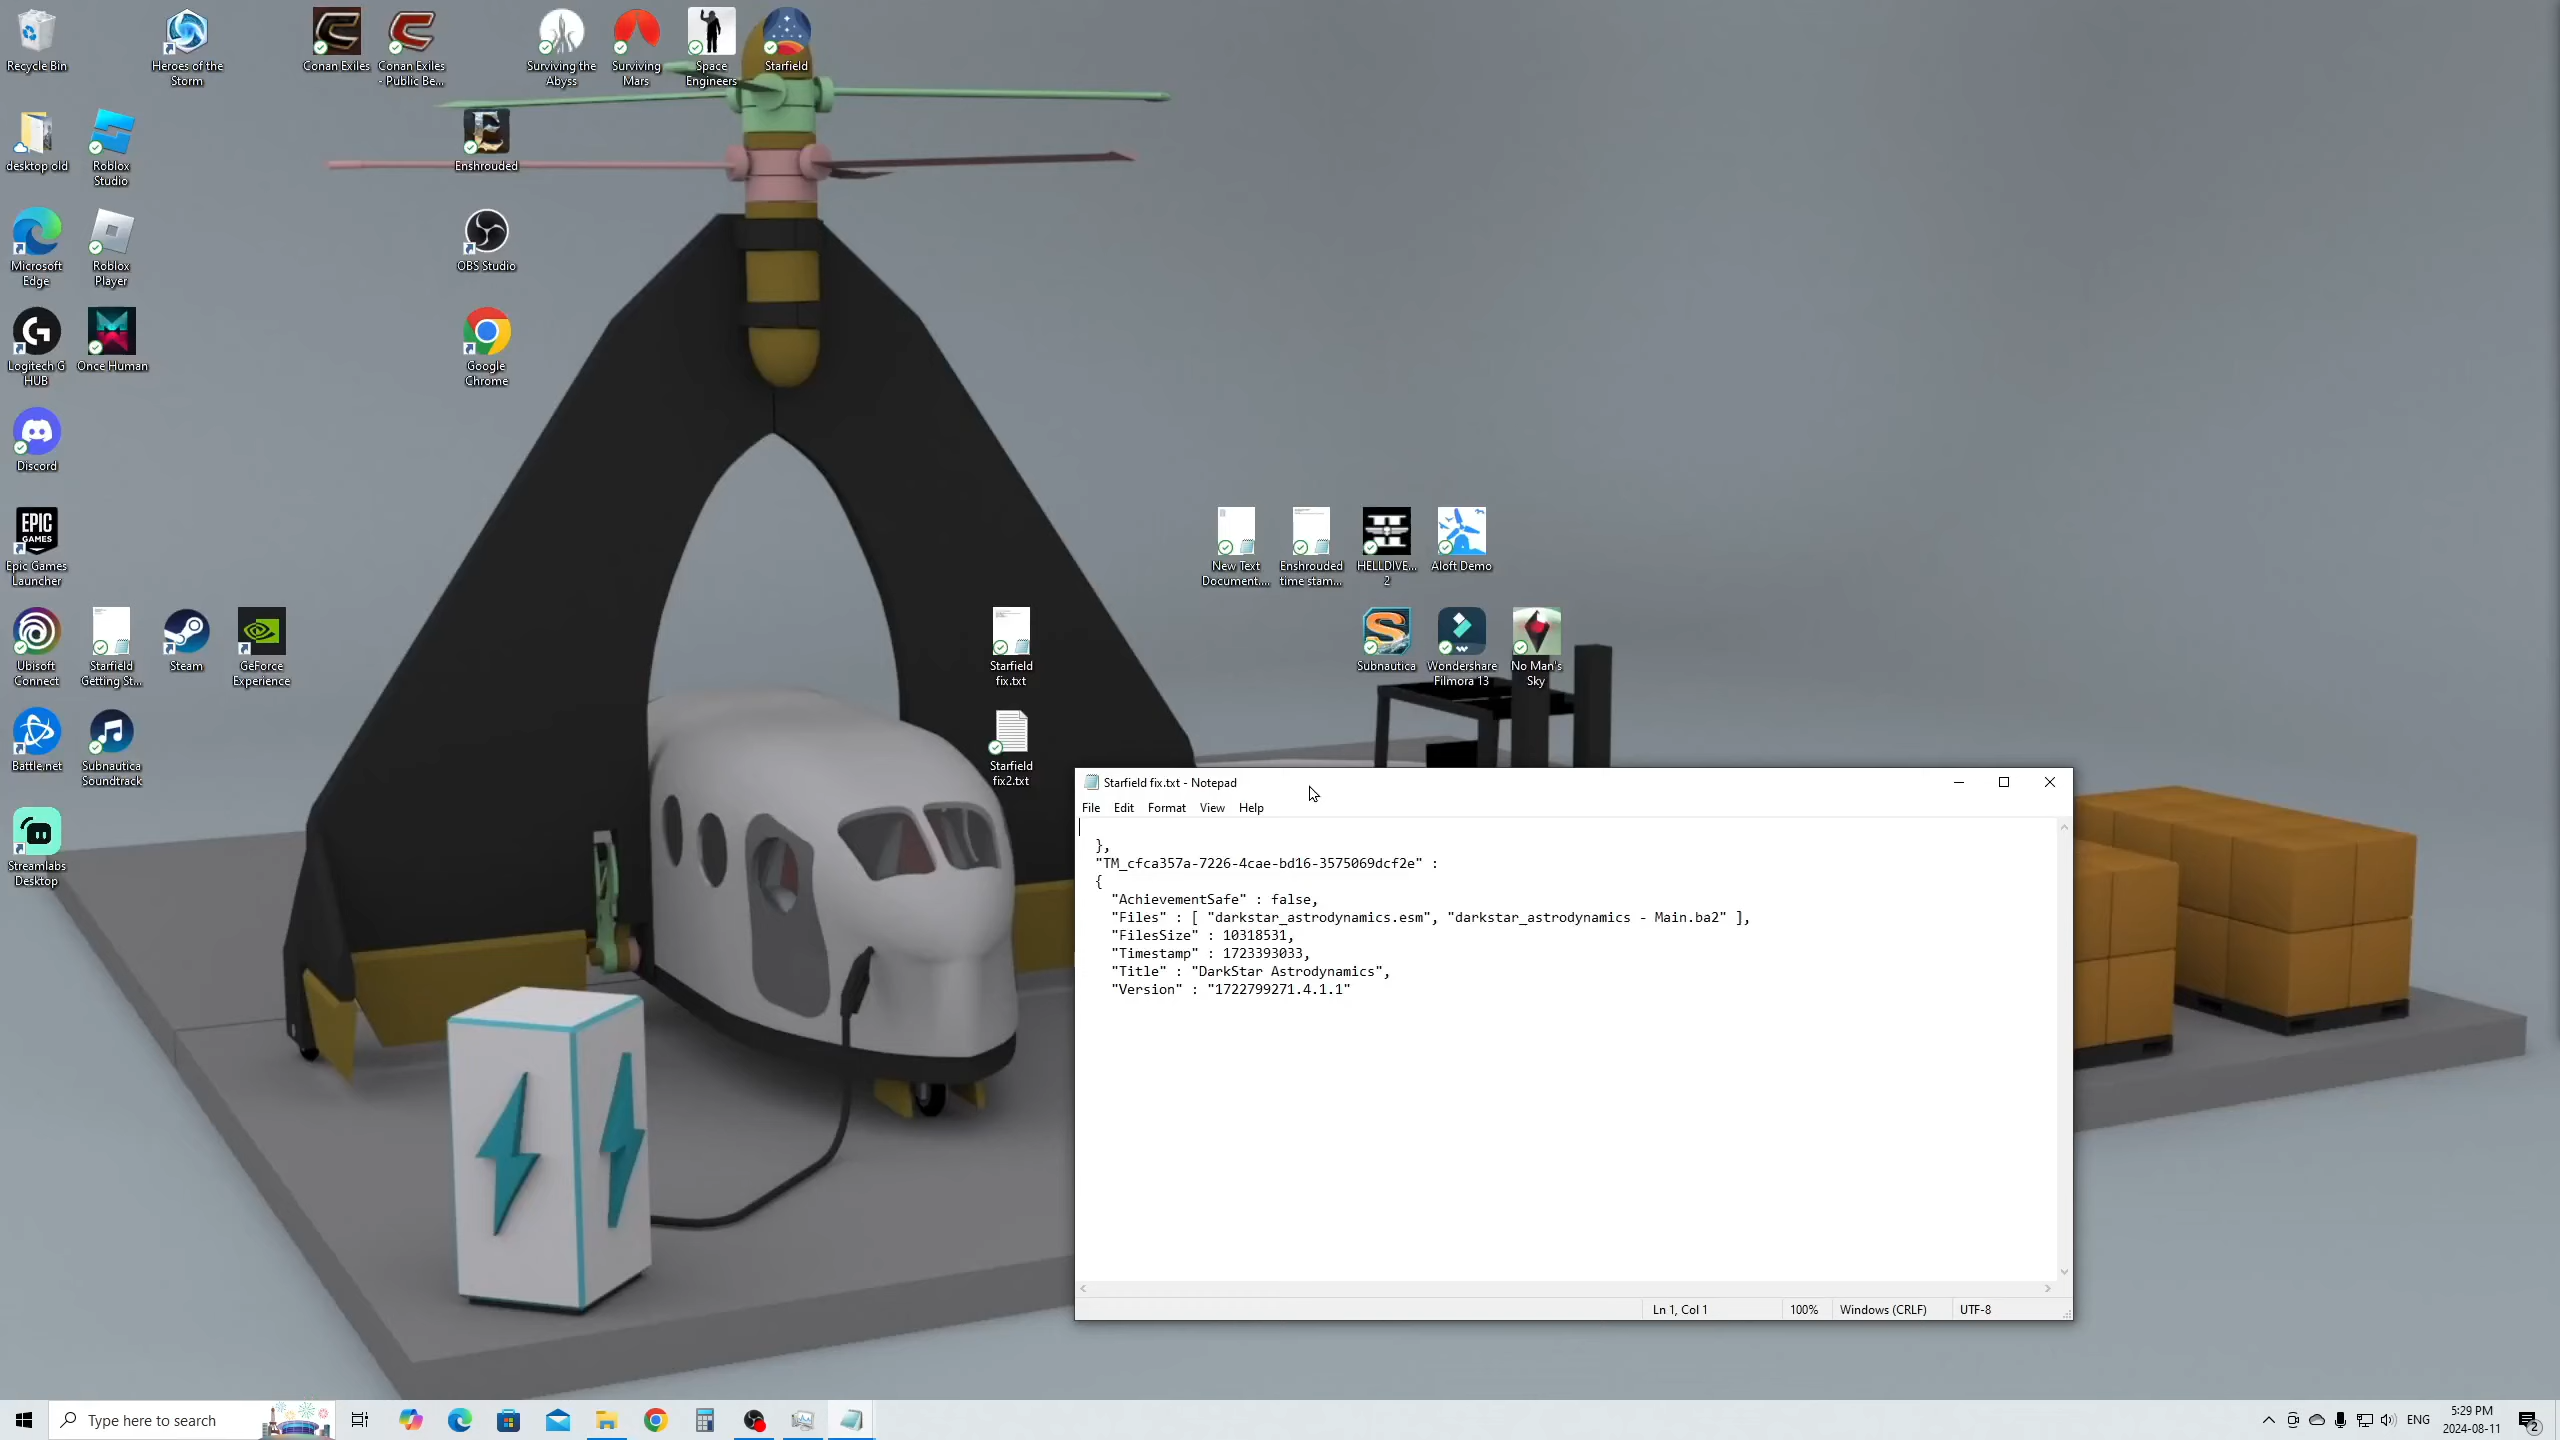 Recycle Bin
Heroes of the
Storm
Conan Exiles
Conan Exiles
- Public Be...
Surviving the
Abyss
Surviving
Mars
Space
Engineers
Starfield
desktop old
Roblox
Studio
Enshrouded
Microsoft
Edge
Roblox
Player
OBS Studio
Logitech G
HUB
Once Human
Google
Chrome
Discord
EPIC
GAMES
Epic Games
Launcher
New Text
Document....
Enshrouded
time stam...
HELLDIVE...
2
Aloft Demo
Ubisoft
Connect
Starfield
Getting St...
Steam
GeForce
Experience
Starfield
fix.txt
Subnautica
Wondershare
Filmora 13
No Man's
Sky
Battle.net
Subnautica
Soundtrack
Starfield
fix2.txt
Streamlabs
Desktop
Starfield fix.txt - Notepad
File Edit Format View Help
},
"TM_cfca357a-7226-4cae-bd16-3575069dcf2e" :
{
"AchievementSafe" : false,
"Files" : [ "darkstar_astrodynamics.esm", "darkstar_astrodynamics - Main.ba2" ],
"FilesSize" : 10318531,
"Timestamp" : 1723393033,
"Title" : "DarkStar Astrodynamics",
"Version" : "1722799271.4.1.1"
Ln 1, Col 1 100% Windows (CRLF) UTF-8
Type here to search
ENG
5:29 PM
2024-08-11
2